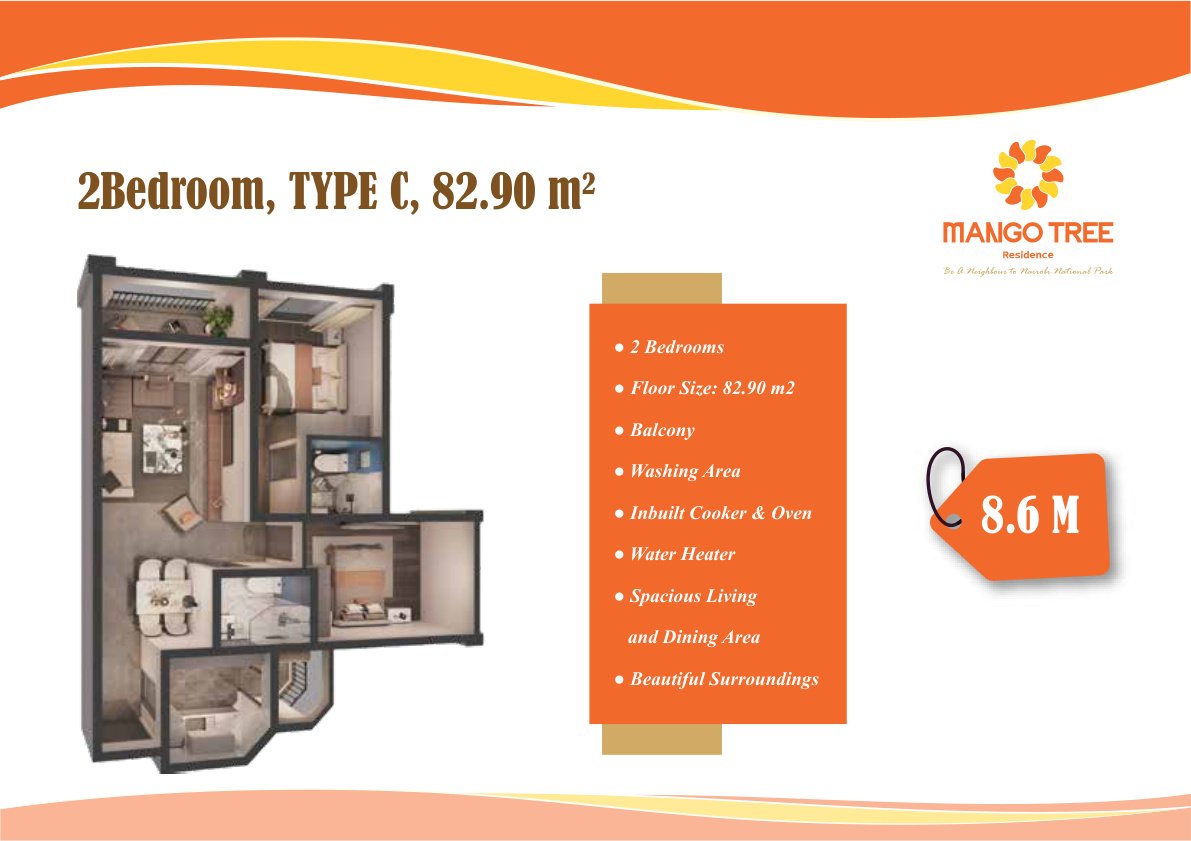 2Bedroom, TYPE C, 82.90 m²
MANGO TREE
Residence
Be A Neighbour to Nairobi National Park
● 2 Bedrooms
● Floor Size: 82.90 m2
● Balcony
● Washing Area
● Inbuilt Cooker & Oven
● Water Heater
● Spacious Living
and Dining Area
● Beautiful Surroundings
8.6 M